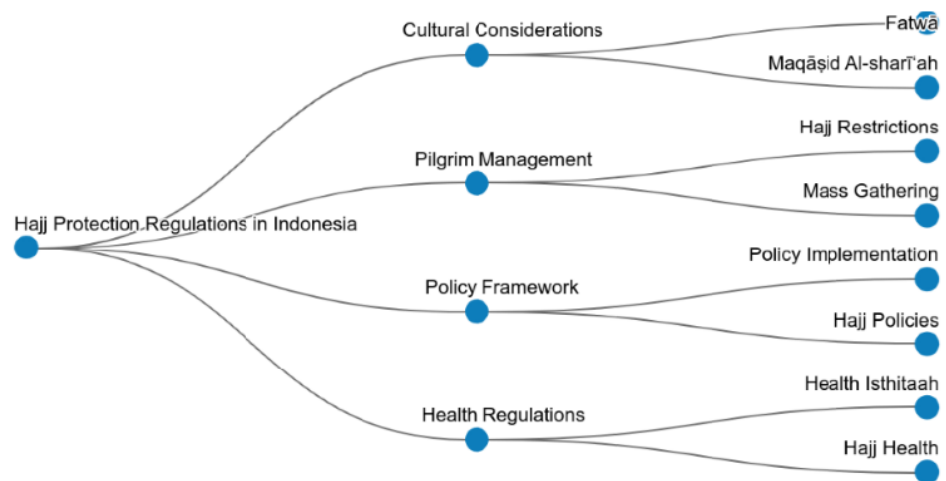 Cultural Considerations
Fatwā
Maqāṣid Al-sharī‘ah
Hajj Restrictions
Pilgrim Management
Mass Gathering
Hajj Protection Regulations in Indonesia
Policy Implementation
Policy Framework
Hajj Policies
Health Isthitaah
Health Regulations
Hajj Health